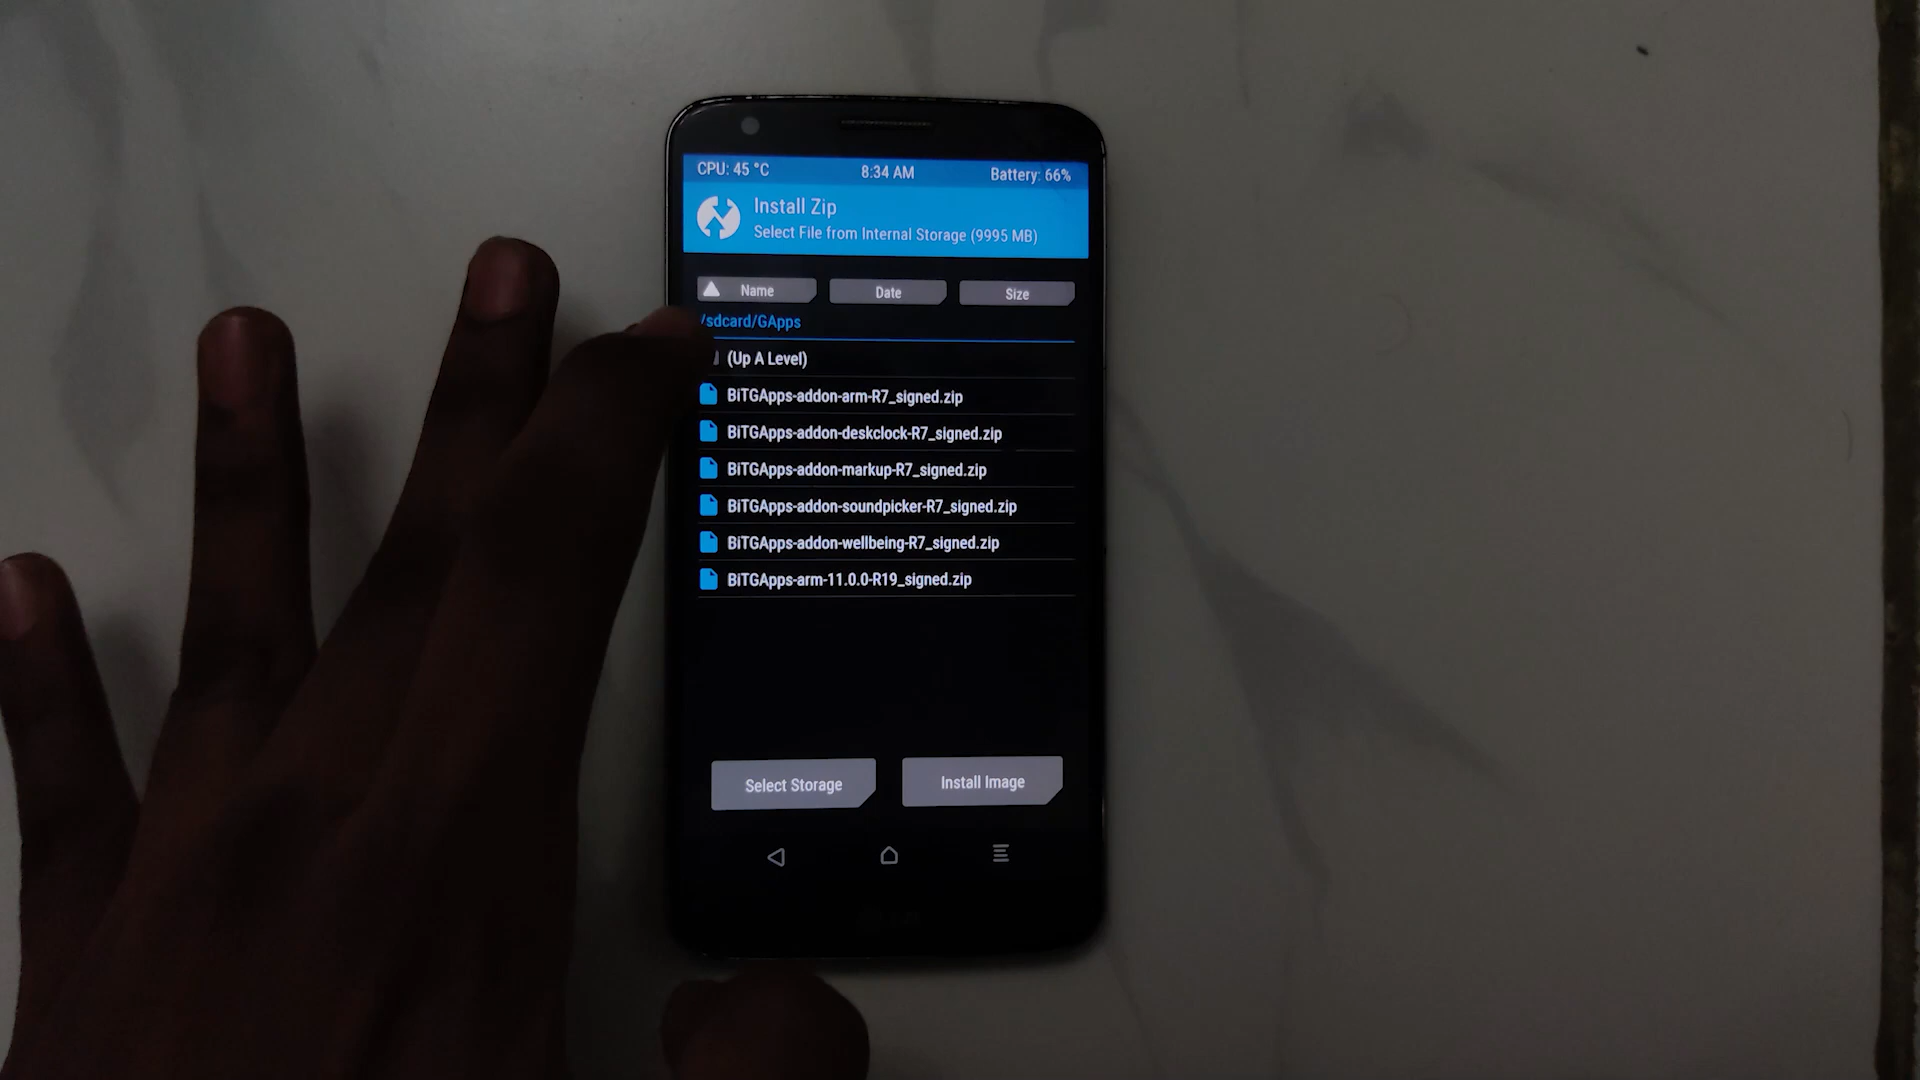 CPU: 45 °C 8:34 AM Battery: 66%
Install Zip
Select File from Internal Storage (9995 MB)
Name Date Size
/sdcard/GApps
(Up A Level)
BiTGApps-addon-arm-R7_signed.zip
BiTGApps-addon-deskclock-R7_signed.zip
BiTGApps-addon-markup-R7_signed.zip
BiTGApps-addon-soundpicker-R7_signed.zip
BiTGApps-addon-wellbeing-R7_signed.zip
BiTGApps-arm-11.0.0-R19_signed.zip
Select Storage Install Image